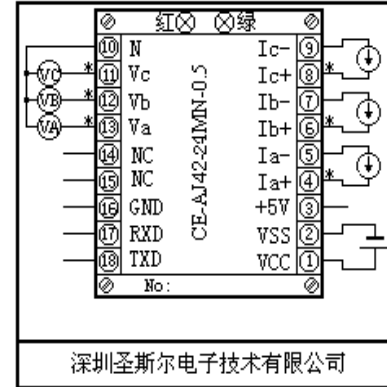 红 绿
10 N Ic- 9
VC * 11 Vc Ic+ 8 *
VB * 12 Vb Ib- 7
VA * 13 Va Ib+ 6 *
14 NC Ia- 5
15 NC Ia+ 4 *
16 GND +5V 3
17 RXD VSS 2
18 TXD VCC 1
CE-AJ42-24MN-0.5
No:
深圳圣斯尔电子技术有限公司